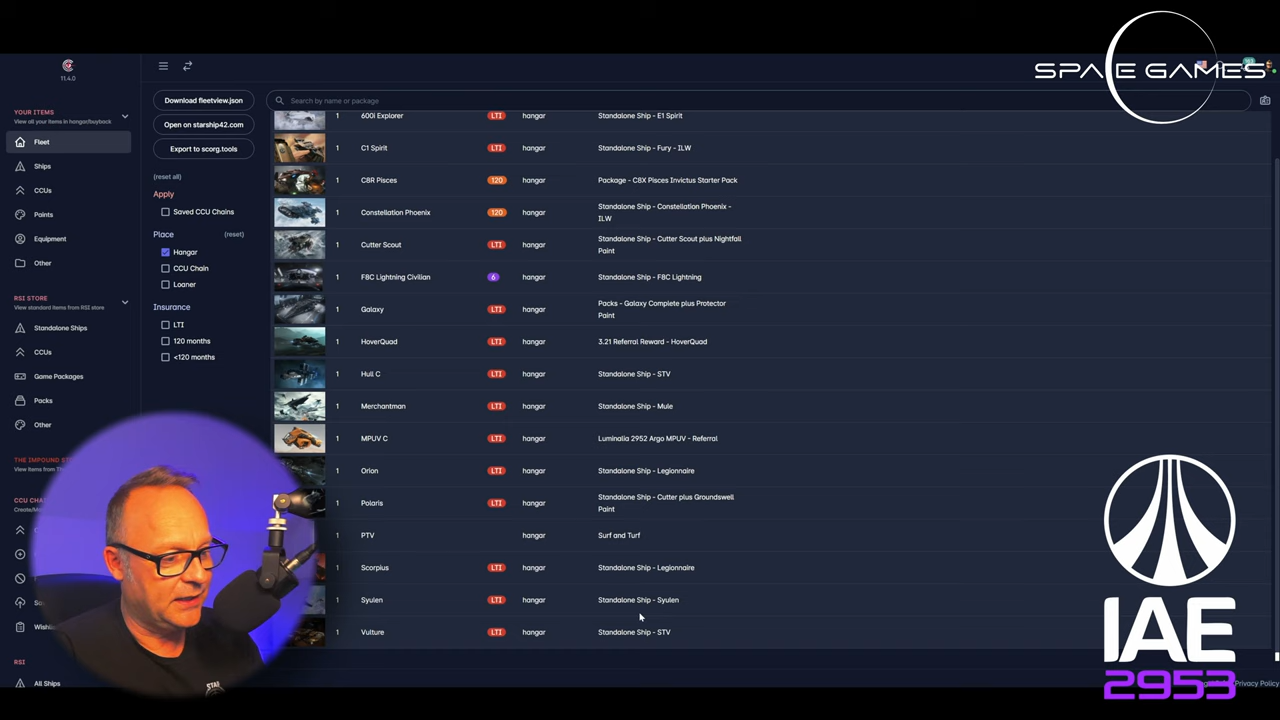 SPACE GAMES
11.4.0
YOUR ITEMS
View all your items in hangar/buyback
Fleet
Ships
CCUs
Paints
Equipment
Other
RSI STORE
View standard items from RSI store
Standalone Ships
CCUs
Game Packages
Packs
Other
THE IMPOUND
View items from
CCU
Create/
RSI
All Ships
Download fleetview.json
Open on starship42.com
Export to scorg.tools
(reset all)
Apply
Saved CCU Chains
Place (reset)
Hangar
CCU Chain
Loaner
Insurance
LTI
120 months
<120 months
Search by name or package
1 600i Explorer LTI hangar Standalone Ship - E1 Spirit
1 C1 Spirit LTI hangar Standalone Ship - Fury - ILW
1 C8R Pisces 120 hangar Package - C8X Pisces Invictus Starter Pack
1 Constellation Phoenix 120 hangar Standalone Ship - Constellation Phoenix -
ILW
1 Cutter Scout LTI hangar Standalone Ship - Cutter Scout plus Nightfall
Paint
1 F8C Lightning Civilian 6 hangar Standalone Ship - F8C Lightning
1 Galaxy LTI hangar Packs - Galaxy Complete plus Protector
Paint
1 HoverQuad LTI hangar 3.21 Referral Reward - HoverQuad
1 Hull C LTI hangar Standalone Ship - STV
1 Merchantman LTI hangar Standalone Ship - Mule
1 MPUV C LTI hangar Luminalia 2952 Argo MPUV - Referral
1 Orion LTI hangar Standalone Ship - Legionnaire
1 Polaris LTI hangar Standalone Ship - Cutter plus Groundswell
Paint
1 PTV hangar Surf and Turf
1 Scorpius LTI hangar Standalone Ship - Legionnaire
1 Syulen LTI hangar Standalone Ship - Syulen
1 Vulture LTI hangar Standalone Ship - STV
IAE
2953
Privacy Policy